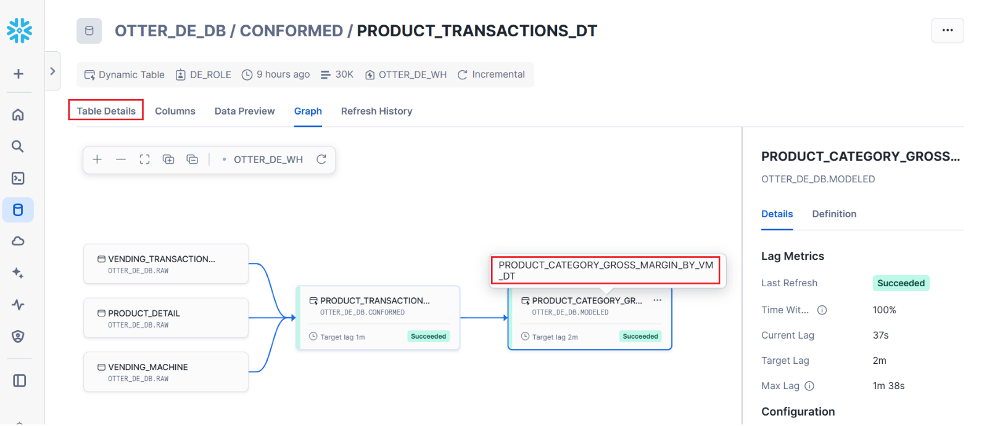 OTTER_DE_DB / CONFORMED / PRODUCT_TRANSACTIONS_DT
Dynamic Table DE_ROLE 9 hours ago 30K OTTER_DE_WH Incremental
Table Details Columns Data Preview Graph Refresh History
OTTER_DE_WH
VENDING_TRANSACTION...
OTTER_DE_DB.RAW
PRODUCT_DETAIL
OTTER_DE_DB.RAW
VENDING_MACHINE
OTTER_DE_DB.RAW
PRODUCT_TRANSACTION...
OTTER_DE_DB.CONFORMED
Target lag 1m Succeeded
PRODUCT_CATEGORY_GROSS_MARGIN_BY_VM
_DT
PRODUCT_CATEGORY_GR...
OTTER_DE_DB.MODELED
Target lag 2m Succeeded
PRODUCT_CATEGORY_GROSS...
OTTER_DE_DB.MODELED
Details Definition
Lag Metrics
Last Refresh Succeeded
Time Wit... 100%
Current Lag 37s
Target Lag 2m
Max Lag 1m 38s
Configuration